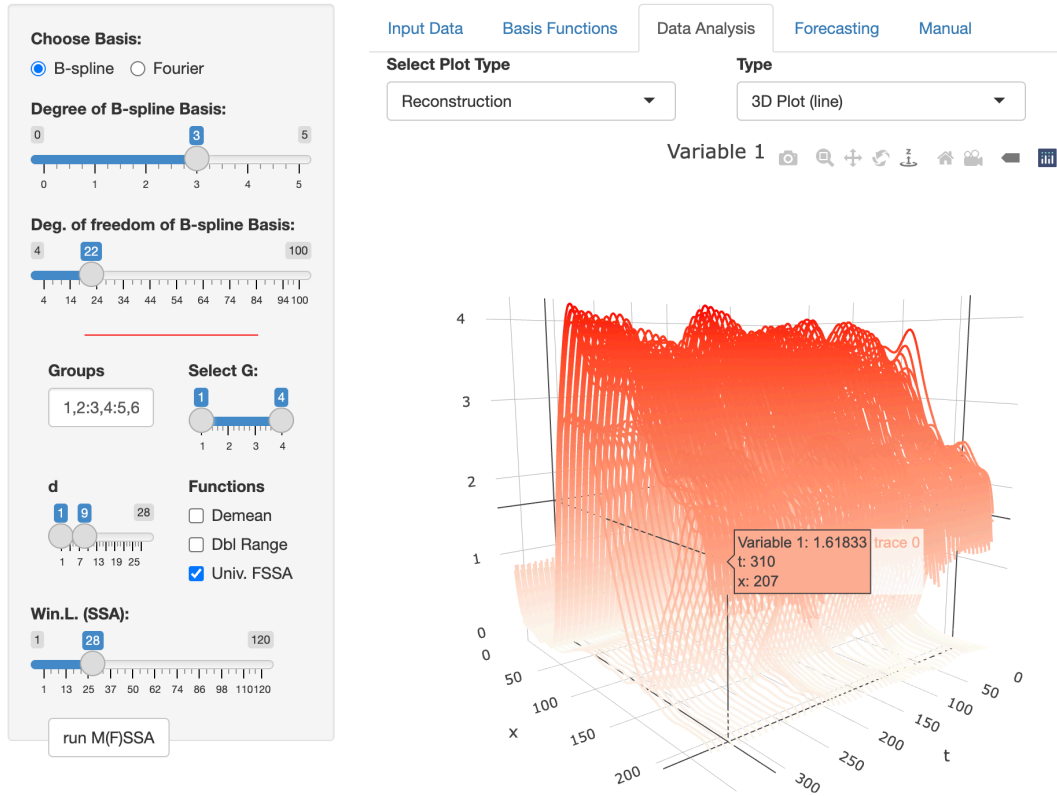 Choose Basis:
B-spline Fourier
Degree of B-spline Basis:
0 3 5
0 1 2 3 4 5
Deg. of freedom of B-spline Basis:
4 22 100
4 14 24 34 44 54 64 74 84 94 100
Groups Select G:
1,2:3,4:5,6
1 4
1 2 3 4
d Functions
1 9 28
1 7 13 19 25
Demean
Dbl Range
Univ. FSSA
Win.L. (SSA):
1 28 120
1 13 25 37 50 62 74 86 98 110 120
run M(F)SSA
Input Data Basis Functions Data Analysis Forecasting Manual
Select Plot Type Type
Reconstruction 3D Plot (line)
Variable 1
z
4
3
2
1
0
0
50
100
150
200
x
Variable 1: 1.61833 trace 0
t: 310
x: 207
0
50
100
150
200
250
300
t